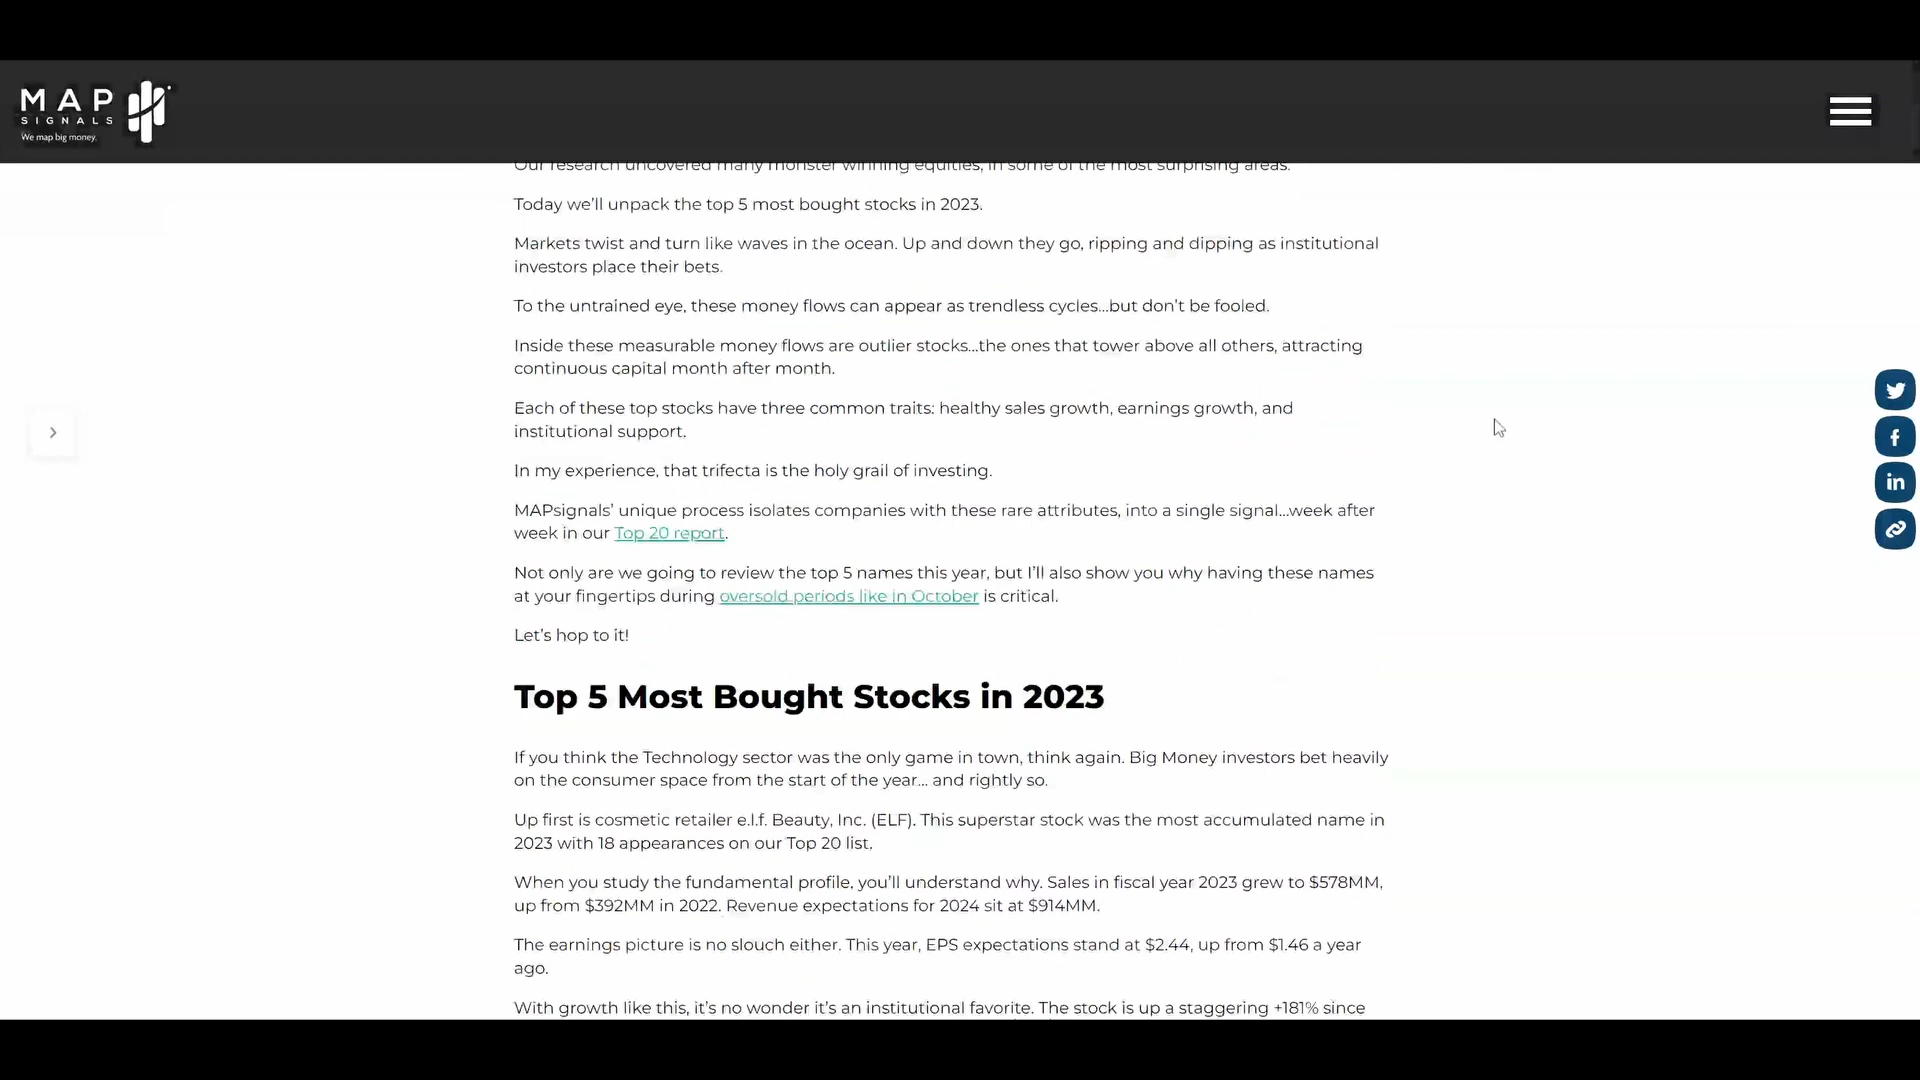 MAP
SIGNALS
We map big money.
Our research uncovered many monster winning equities, in some of the most surprising areas.
Today we’ll unpack the top 5 most bought stocks in 2023.
Markets twist and turn like waves in the ocean. Up and down they go, ripping and dipping as institutional
investors place their bets.
To the untrained eye, these money flows can appear as trendless cycles…but don’t be fooled.
Inside these measurable money flows are outlier stocks…the ones that tower above all others, attracting
continuous capital month after month.
Each of these top stocks have three common traits: healthy sales growth, earnings growth, and
institutional support.
In my experience, that trifecta is the holy grail of investing.
MAPsignals’ unique process isolates companies with these rare attributes, into a single signal…week after
week in our Top 20 report.
Not only are we going to review the top 5 names this year, but I’ll also show you why having these names
at your fingertips during oversold periods like in October is critical.
Let’s hop to it!
Top 5 Most Bought Stocks in 2023
If you think the Technology sector was the only game in town, think again. Big Money investors bet heavily
on the consumer space from the start of the year… and rightly so.
Up first is cosmetic retailer e.l.f. Beauty, Inc. (ELF). This superstar stock was the most accumulated name in
2023 with 18 appearances on our Top 20 list.
When you study the fundamental profile, you’ll understand why. Sales in fiscal year 2023 grew to $578MM,
up from $392MM in 2022. Revenue expectations for 2024 sit at $914MM.
The earnings picture is no slouch either. This year, EPS expectations stand at $2.44, up from $1.46 a year
ago.
With growth like this, it’s no wonder it’s an institutional favorite. The stock is up a staggering +181% since